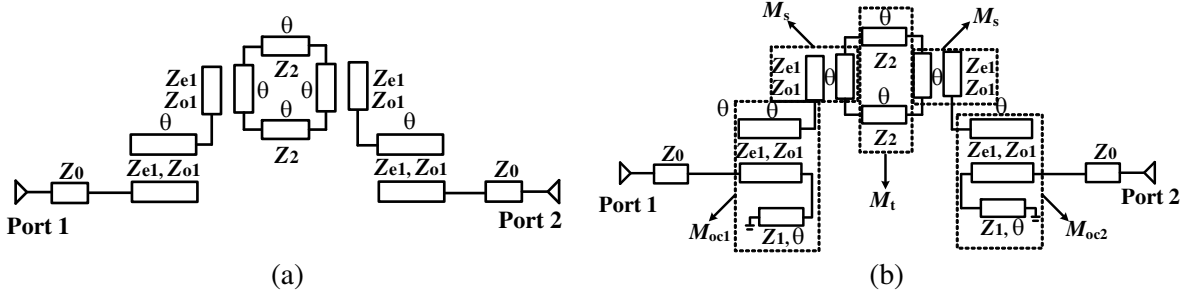 θ
Z2
Ze1
Zo1
θ
θ
Ze1
Zo1
θ
Z2
θ
θ
Z0
Ze1, Zo1
Ze1, Zo1
Z0
Port 1
Port 2
(a)
Ms
θ
Ms
Z2
Ze1
Zo1
θ
θ
Ze1
Zo1
θ
Z2
θ
θ
θ
Z0
Ze1, Zo1
Ze1, Zo1
Z0
Port 1
Mt
Port 2
Moc1
Z1, θ
Z1, θ
Moc2
(b)